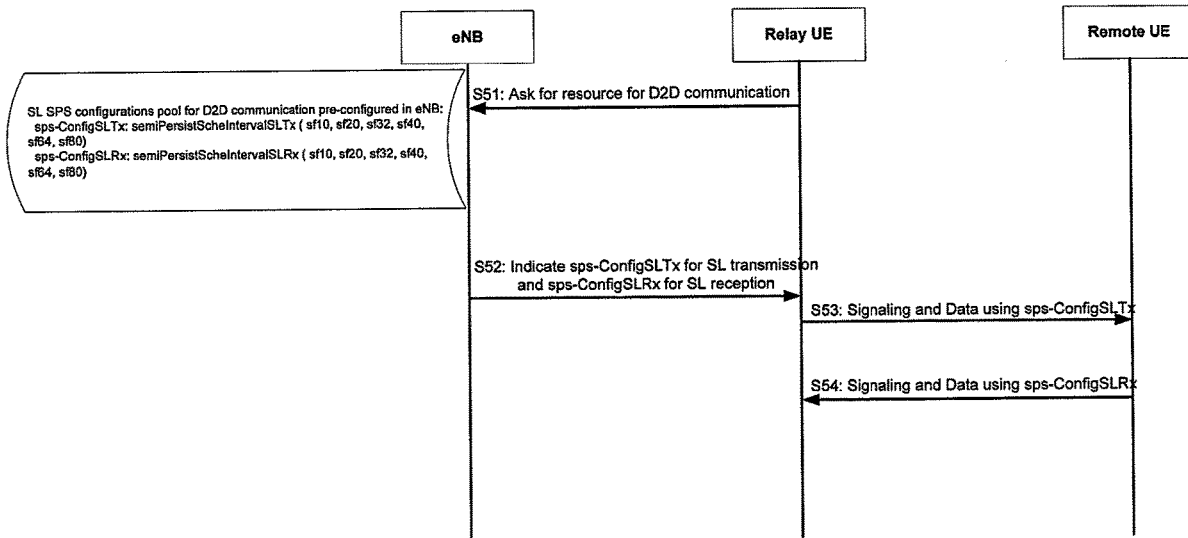 eNB
Relay UE
Remote UE
SL SPS configurations pool for D2D communication pre-configured in eNB:
sps-ConfigSLTx: semiPersistScheIntervalSLTx ( sf10, sf20, sf32, sf40,
sf64, sf80)
sps-ConfigSLRx: semiPersistScheIntervalSLRx ( sf10, sf20, sf32, sf40,
sf64, sf80)
S51: Ask for resource for D2D communication
S52: Indicate sps-ConfigSLTx for SL transmission
and sps-ConfigSLRx for SL reception
S53: Signaling and Data using sps-ConfigSLTx
S54: Signaling and Data using sps-ConfigSLRx